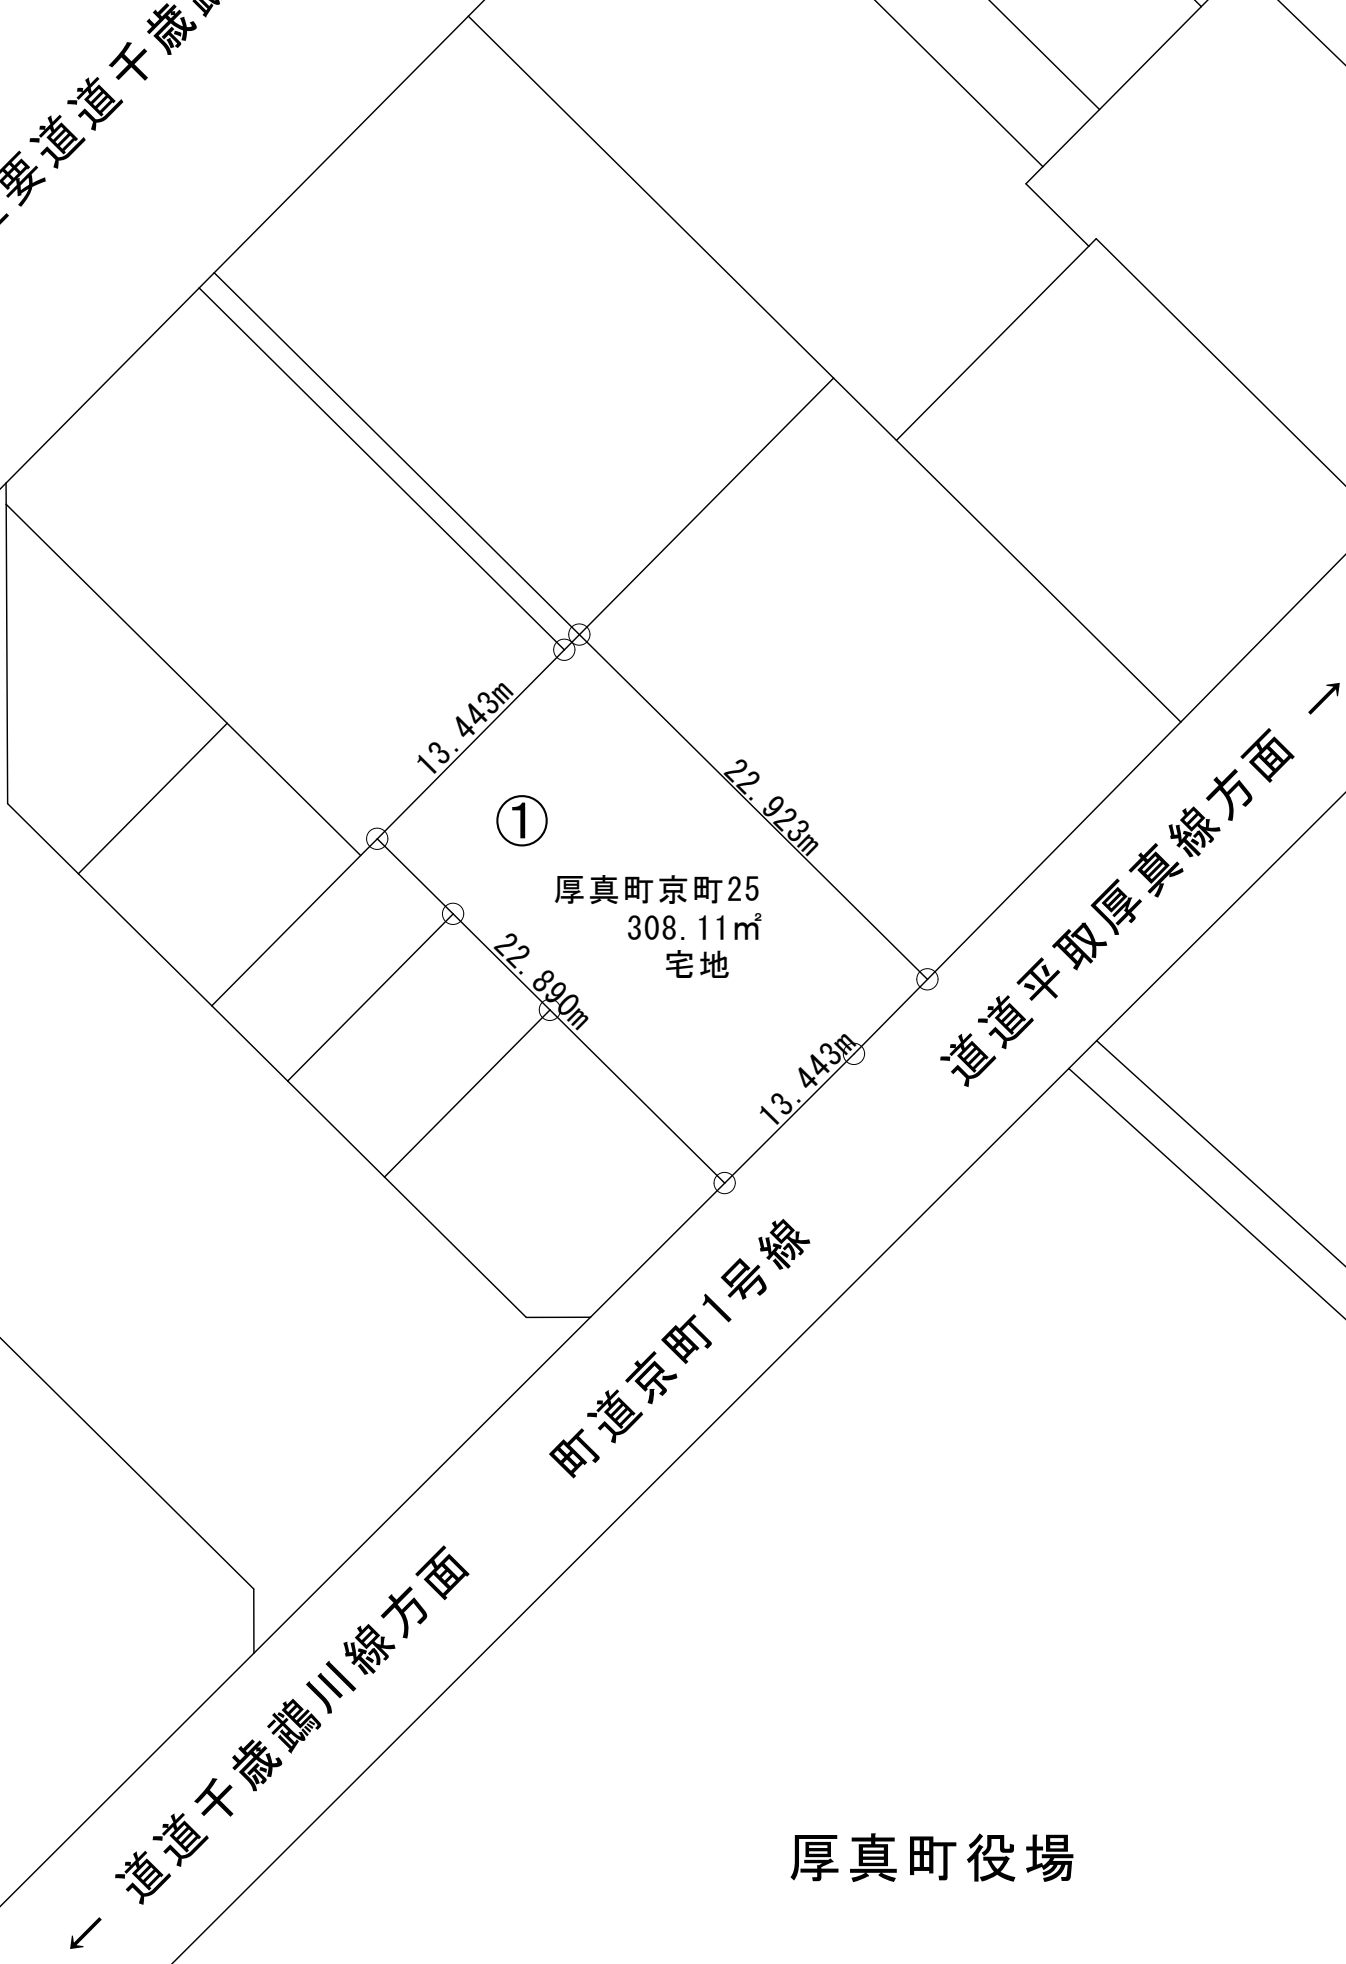 要道道千歳
13.443m
①
22.923m
厚真町京町25
308.11㎡
宅地
22.890m
13.443m
道道平取厚真線方面 →
町道京町1号線
← 道道千歳鵡川線方面
厚真町役場